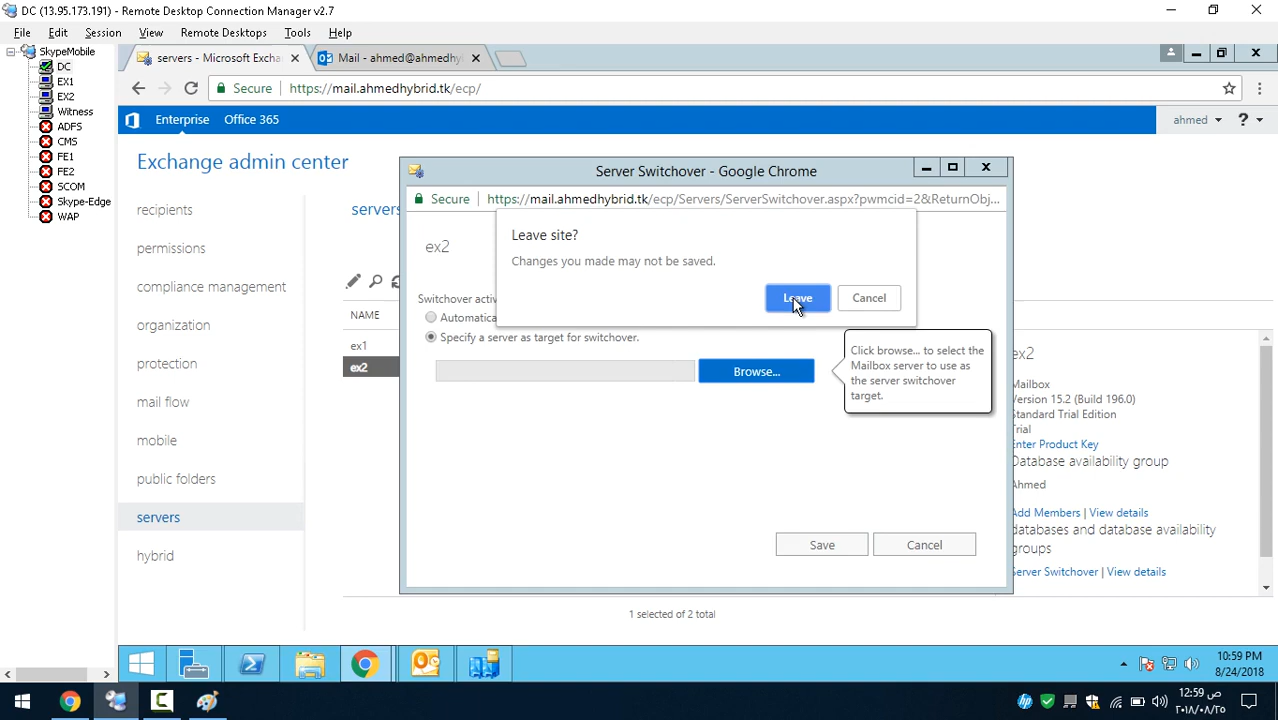 DC (13.95.173.191) - Remote Desktop Connection Manager v2.7
File Edit Session View Remote Desktops Tools Help
SkypeMobile
DC
EX1
EX2
Witness
ADFS
CMS
FE1
FE2
SCOM
Skype-Edge
WAP
servers - Microsoft Excha
Mail - ahmed@ahmedhy
Secure https://mail.ahmedhybrid.tk/ecp/
Enterprise Office 365
ahmed ?
Exchange admin center
recipients
permissions
compliance management
organization
protection
mail flow
mobile
public folders
servers
hybrid
servers
NAME
ex1
ex2
Server Switchover - Google Chrome
Secure https://mail.ahmedhybrid.tk/ecp/Servers/ServerSwitchover.aspx?pwmcid=2&ReturnObj...
Leave site?
Changes you made may not be saved.
Leave Cancel
ex2
Switchover activ
Automatica
Specify a server as target for switchover.
Browse...
Click browse... to select the
Mailbox server to use as
the server switchover
target.
Save Cancel
ex2
Mailbox
Version 15.2 (Build 196.0)
Standard Trial Edition
Trial
Enter Product Key
Database availability group
Ahmed
Add Members | View details
databases and database availability
groups
Server Switchover | View details
1 selected of 2 total
10:59 PM
8/24/2018
12:59 ص
٢٠١٨/٠٨/٢٥